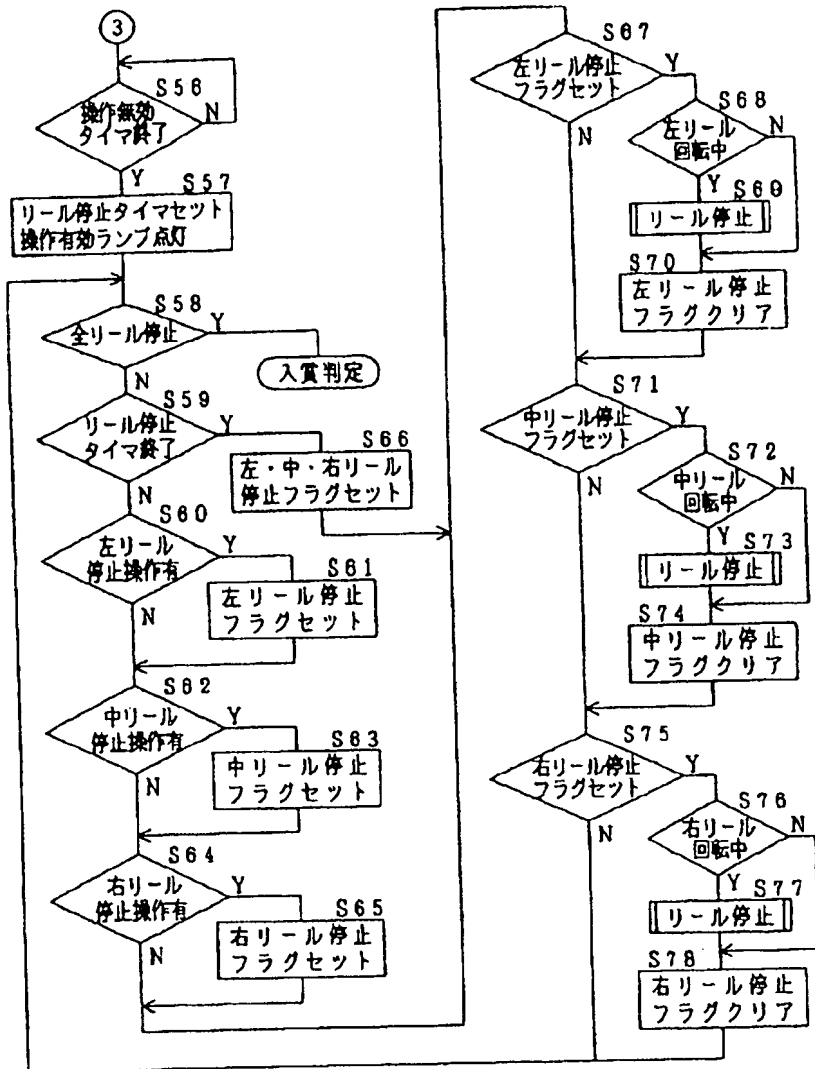 3
S56
操作無効
タイマ終了
N
Y
S57
リール停止タイマセット
操作有効ランプ点灯
S58
全リール停止
Y
入賞判定
N
S59
リール停止
タイマ終了
Y
S66
左・中・右リール
停止フラグセット
N
S60
左リール
停止操作有
Y
S61
左リール停止
フラグセット
N
S62
中リール
停止操作有
Y
S63
中リール停止
フラグセット
N
S64
右リール
停止操作有
Y
S65
右リール停止
フラグセット
N
S67
左リール停止
フラグセット
Y
N
S68
左リール
回転中
N
Y
S69
リール停止
S70
左リール停止
フラグクリア
S71
中リール停止
フラグセット
Y
N
S72
中リール
回転中
N
Y
S73
リール停止
S74
中リール停止
フラグクリア
S75
右リール停止
フラグセット
Y
N
S76
右リール
回転中
N
Y
S77
リール停止
S78
右リール停止
フラグクリア